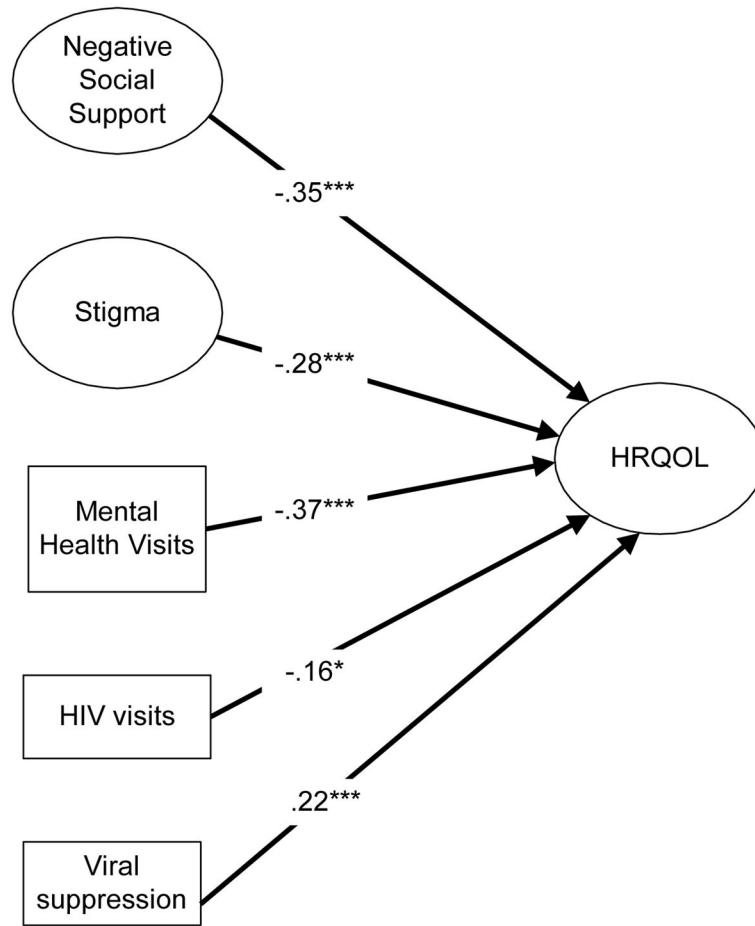 Negative
Social
Support
-.35***
Stigma
-.28***
HRQOL
Mental
Health Visits
-.37***
-.16*
HIV visits
.22***
Viral
suppression